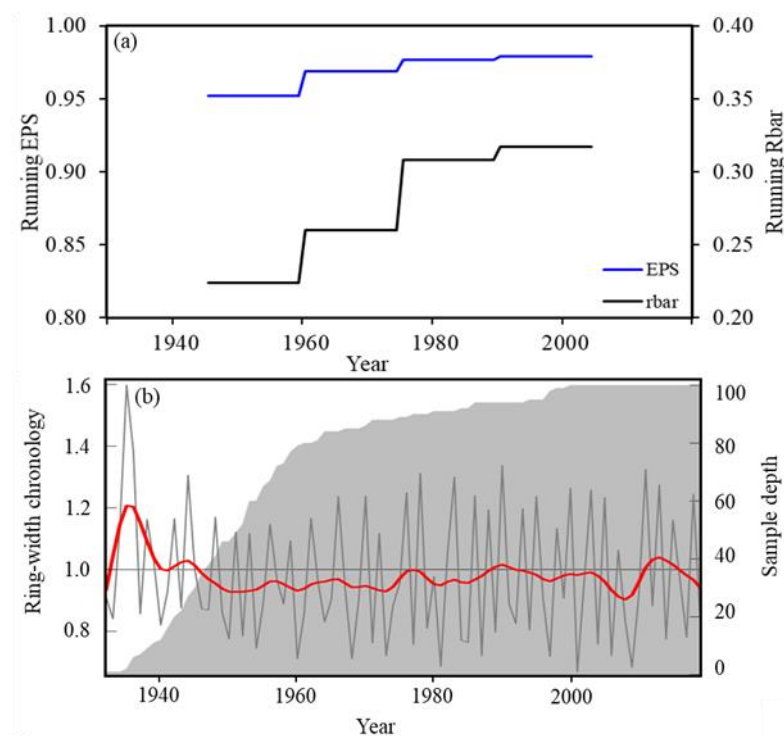 (a)
1.00
0.95
0.90
0.85
0.80
Running EPS
0.40
0.35
0.30
0.25
0.20
Running Rbar
EPS
rbar
1940
1960
1980
2000
Year
(b)
1.6
1.4
1.2
1.0
0.8
Ring-width chronology
100
80
60
40
20
0
Sample depth
1940
1960
1980
2000
Year